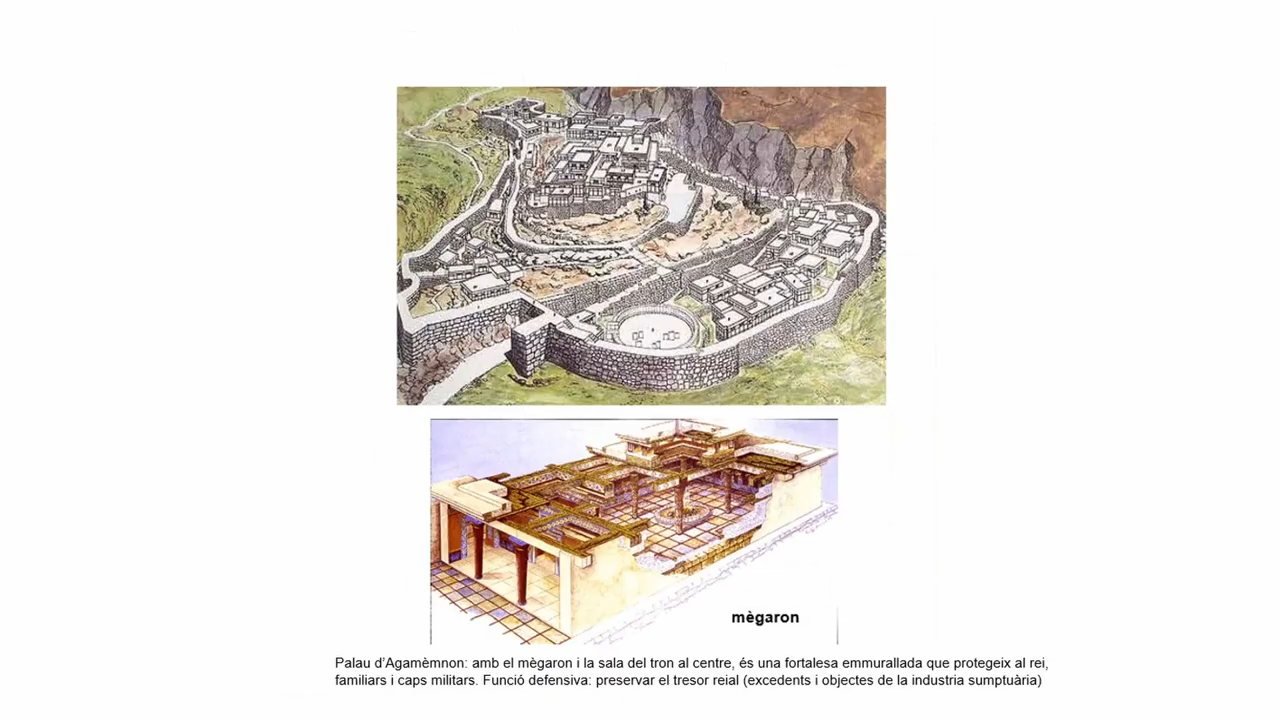 mègaron
Palau d'Agamèmnon: amb el mègaron i la sala del tron al centre, és una fortalesa emmurallada que protegeix al rei,
familiars i caps militars. Funció defensiva: preservar el tresor reial (excedents i objectes de la industria sumptuària)